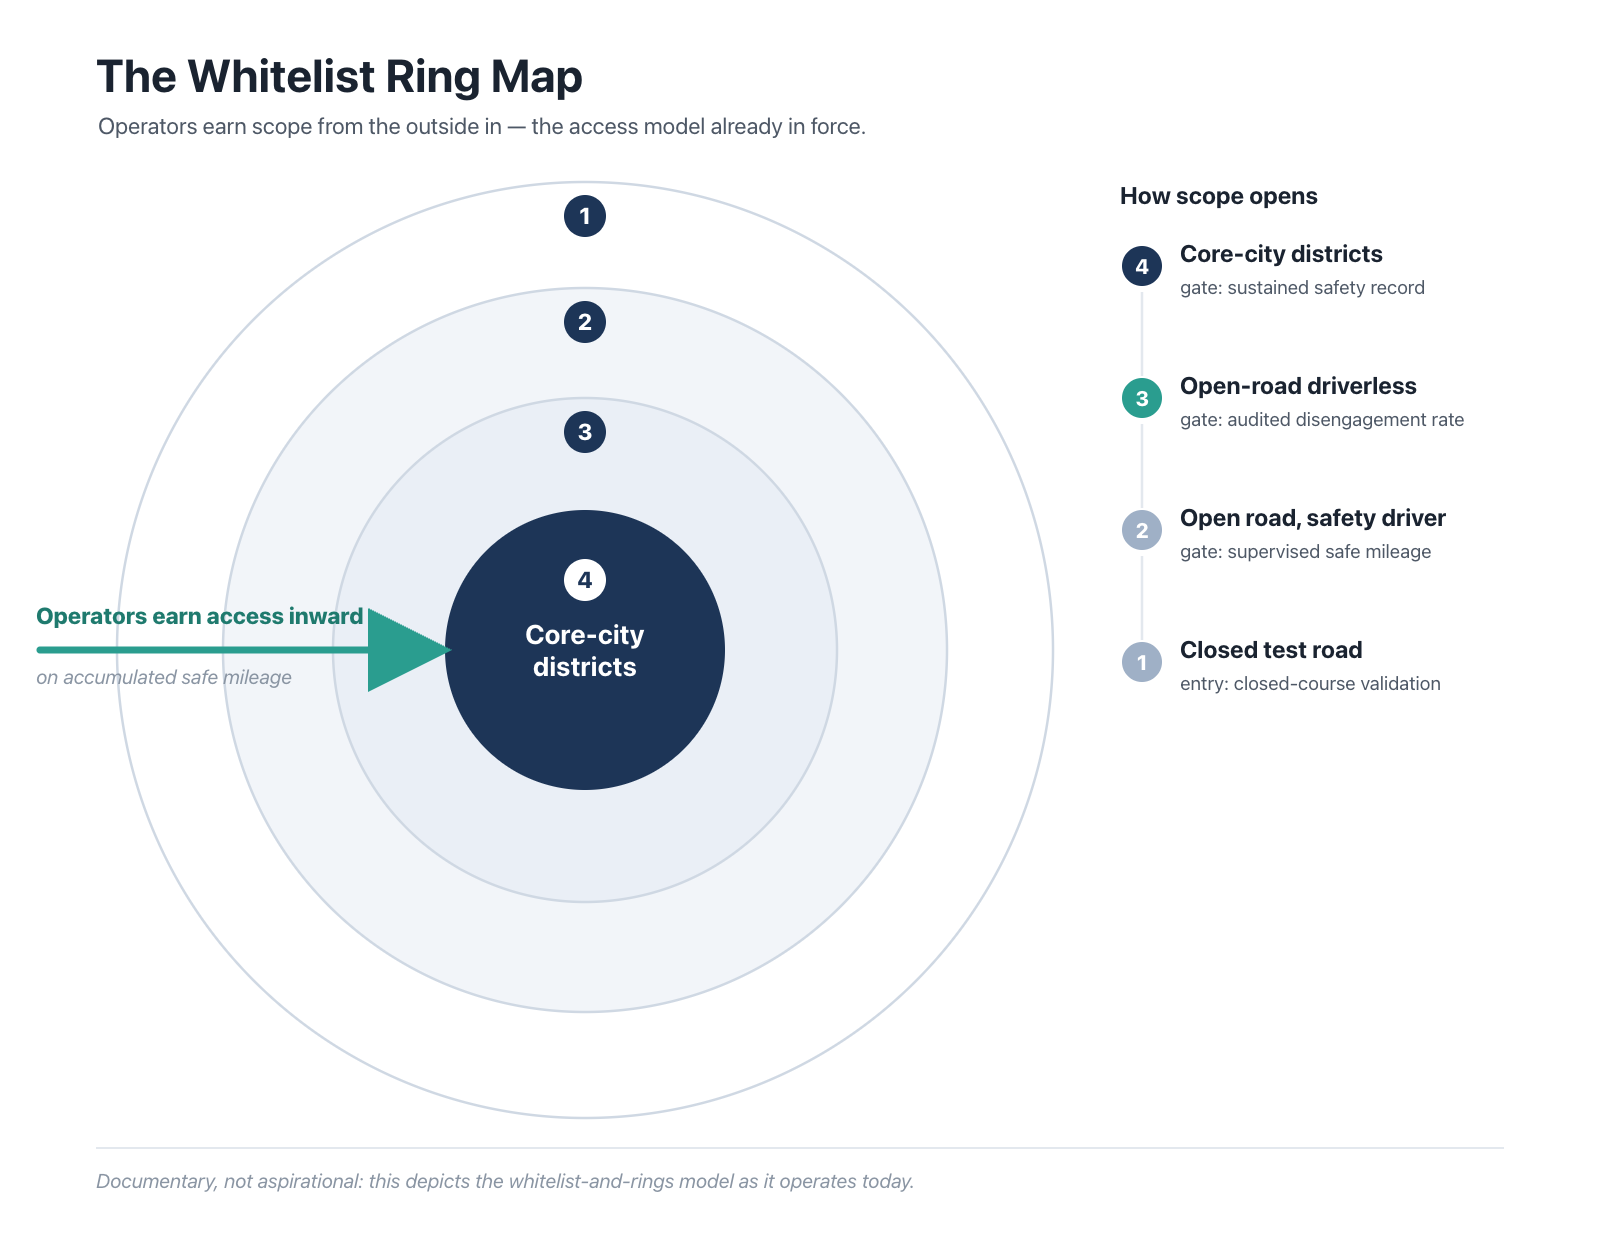 The Whitelist Ring Map
Operators earn scope from the outside in — the access model already in force.
1
2
3
4
Core-city
districts
Operators earn access inward
on accumulated safe mileage
How scope opens
4
Core-city districts
gate: sustained safety record
3
Open-road driverless
gate: audited disengagement rate
2
Open road, safety driver
gate: supervised safe mileage
1
Closed test road
entry: closed-course validation
Documentary, not aspirational: this depicts the whitelist-and-rings model as it operates today.